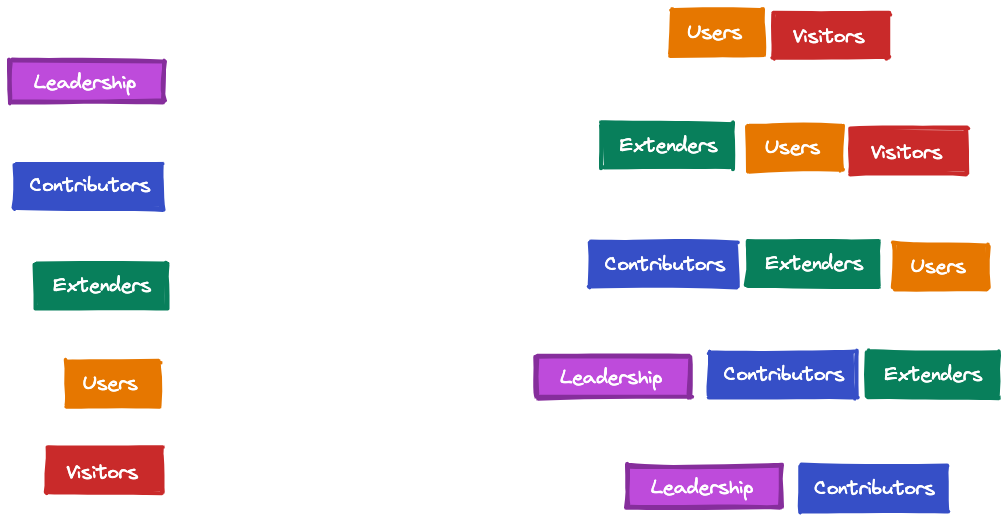 Users Visitors
Leadership
Extenders Users Visitors
Contributors
Contributors Extenders Users
Extenders
Leadership Contributors Extenders
Users
Visitors
Leadership Contributors